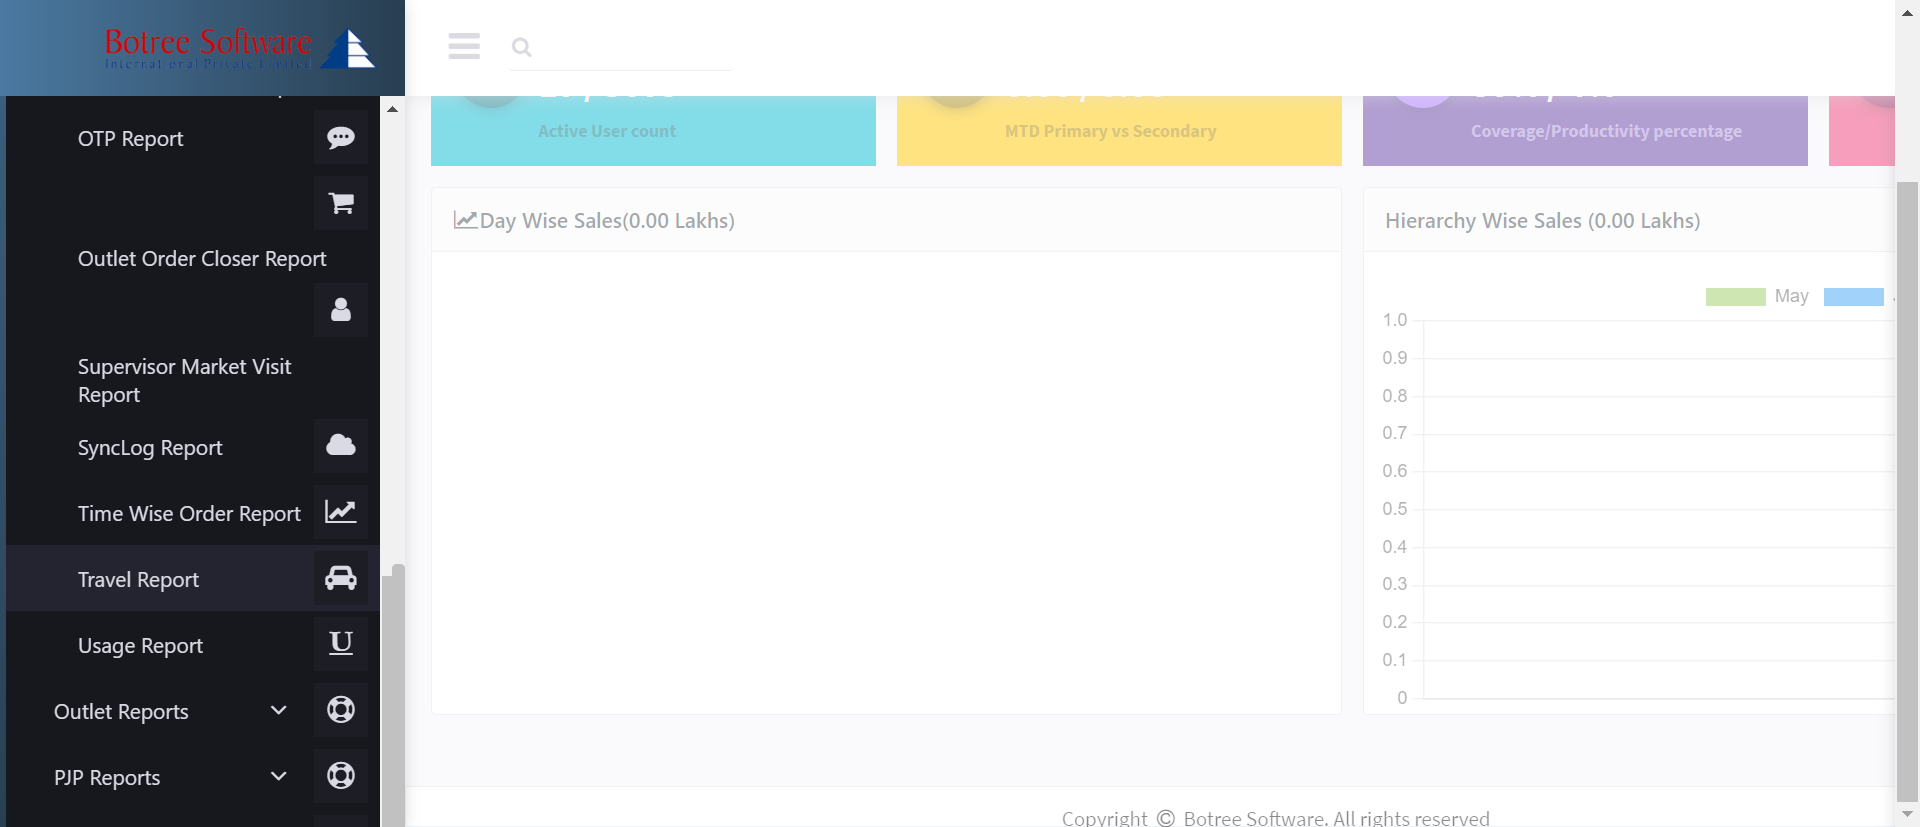 Botree Software
International Private Limited
OTP Report
Outlet Order Closer Report
Supervisor Market Visit
Report
SyncLog Report
Time Wise Order Report
Travel Report
Usage Report
Outlet Reports
PJP Reports
Active User count
MTD Primary vs Secondary
Coverage/Productivity percentage
Day Wise Sales(0.00 Lakhs)
Hierarchy Wise Sales (0.00 Lakhs)
May
1.0
0.9
0.8
0.7
0.6
0.5
0.4
0.3
0.2
0.1
0
Copyright © Botree Software. All rights reserved